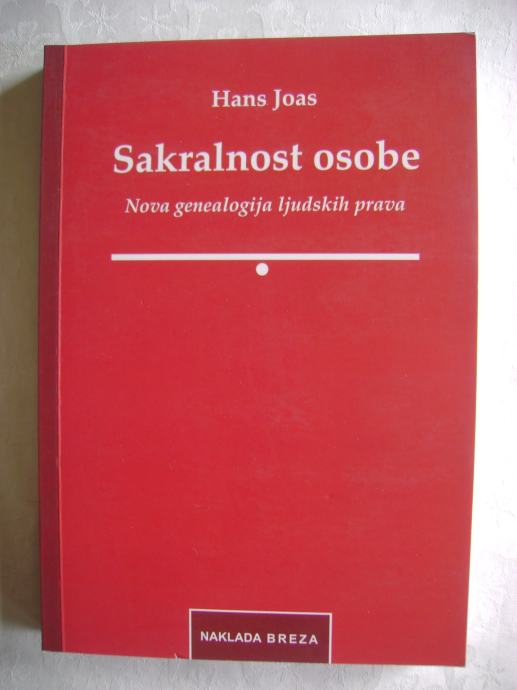 Hans Joas
Sakralnost osobe
Nova genealogija ljudskih prava
NAKLADA BREZA